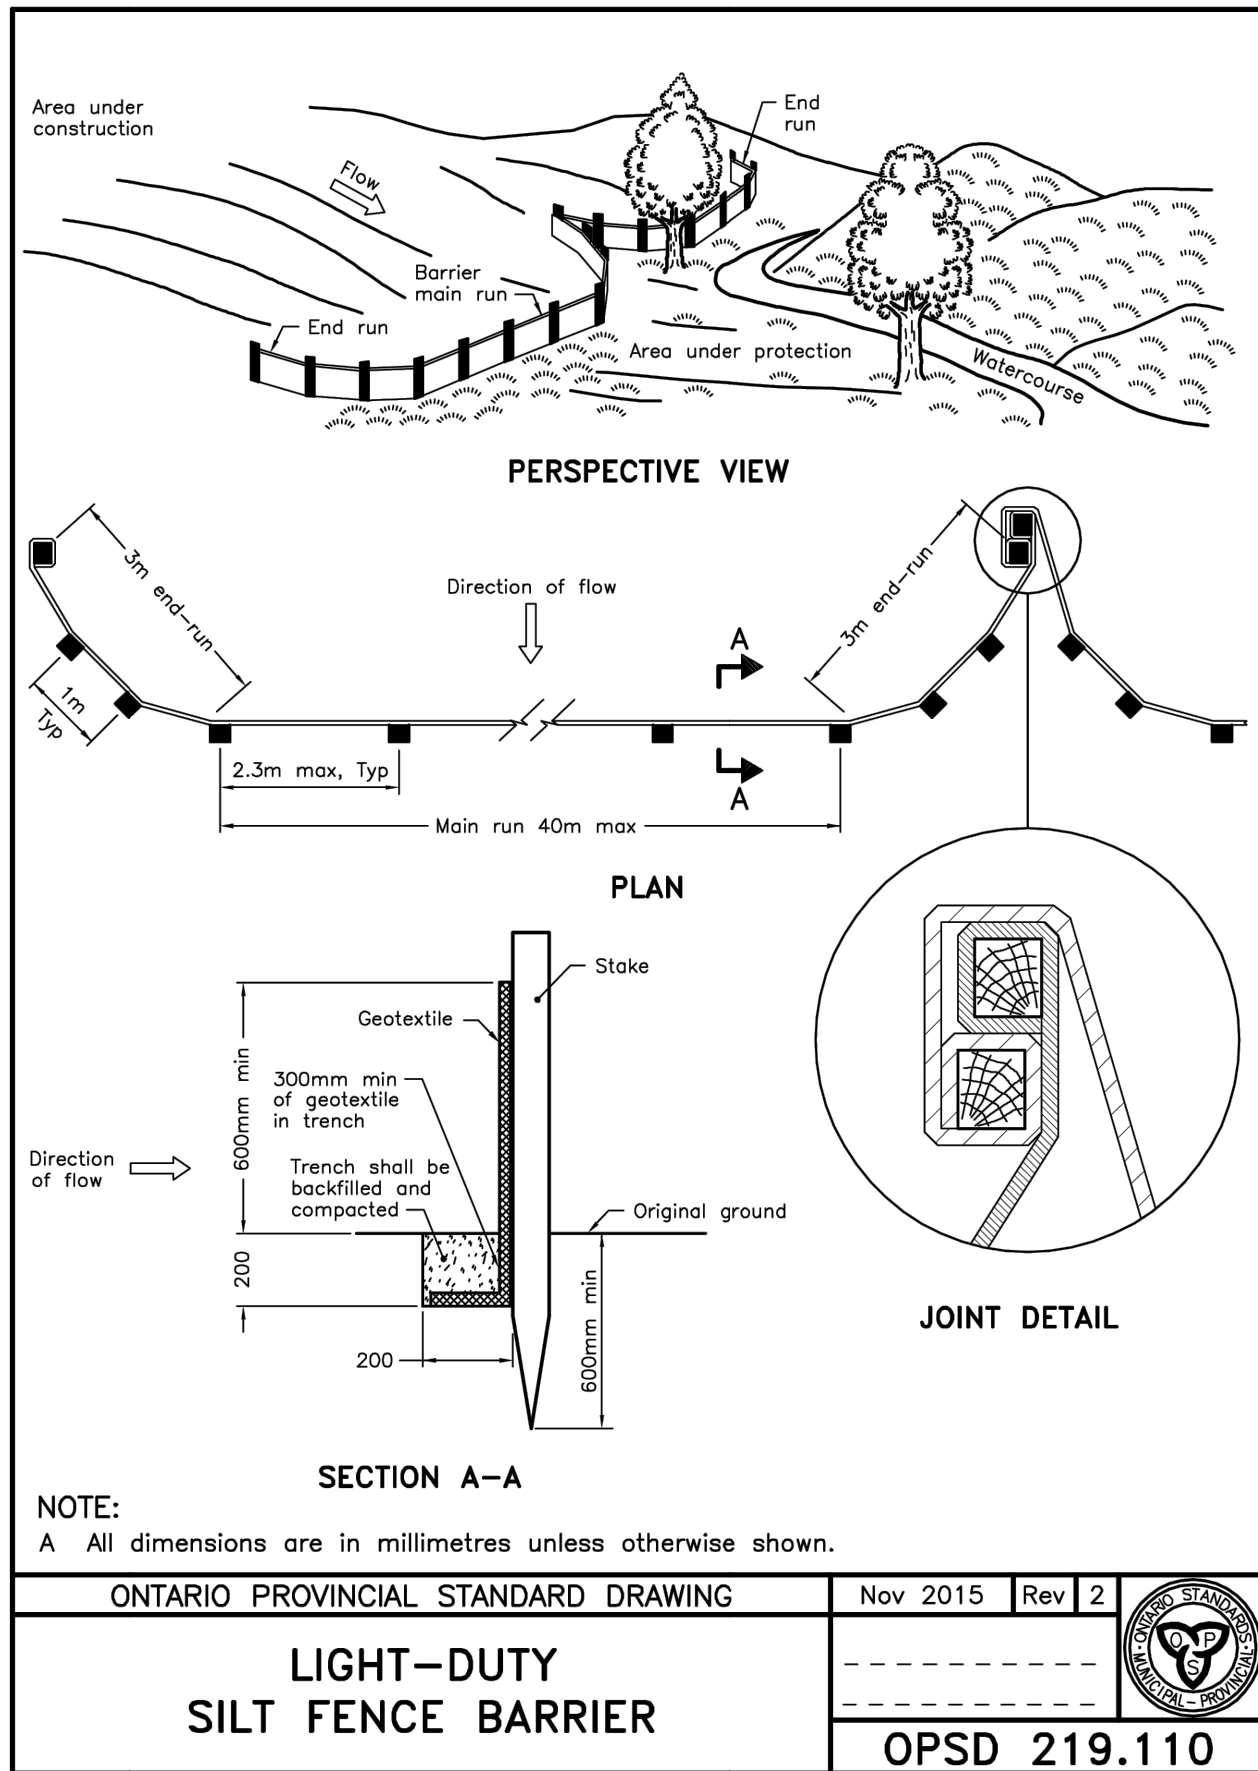 Area under
construction
Flow
End
run
Barrier
main run
End run
Area under protection
Watercourse
PERSPECTIVE VIEW
3m end-run
Direction of flow
3m end-run
A
1m
Typ
2.3m max, Typ
A
Main run 40m max
PLAN
Stake
Geotextile
600mm min
300mm min
of geotextile
in trench
Direction
of flow
Trench shall be
backfilled and
compacted
Original ground
200
600mm min
200
JOINT DETAIL
SECTION A-A
NOTE:
A All dimensions are in millimetres unless otherwise shown.
ONTARIO PROVINCIAL STANDARD DRAWING
Nov 2015 Rev 2
ONTARIO STANDARDS
MUNICIPAL - PROVINCIAL
O P
S
LIGHT-DUTY
SILT FENCE BARRIER
OPSD 219.110